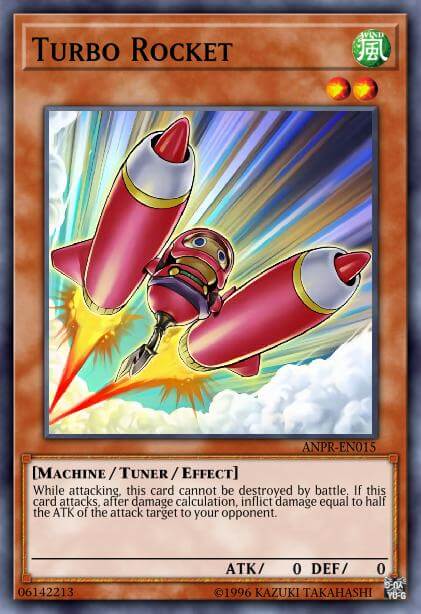 TURBO ROCKET
WIND
風
ANPR-EN015
[MACHINE / TUNER / EFFECT]
While attacking, this card cannot be destroyed by battle. If this
card attacks, after damage calculation, inflict damage equal to half
the ATK of the attack target to your opponent.
ATK/ 0 DEF/ 0
06142213
©1996 KAZUKI TAKAHASHI